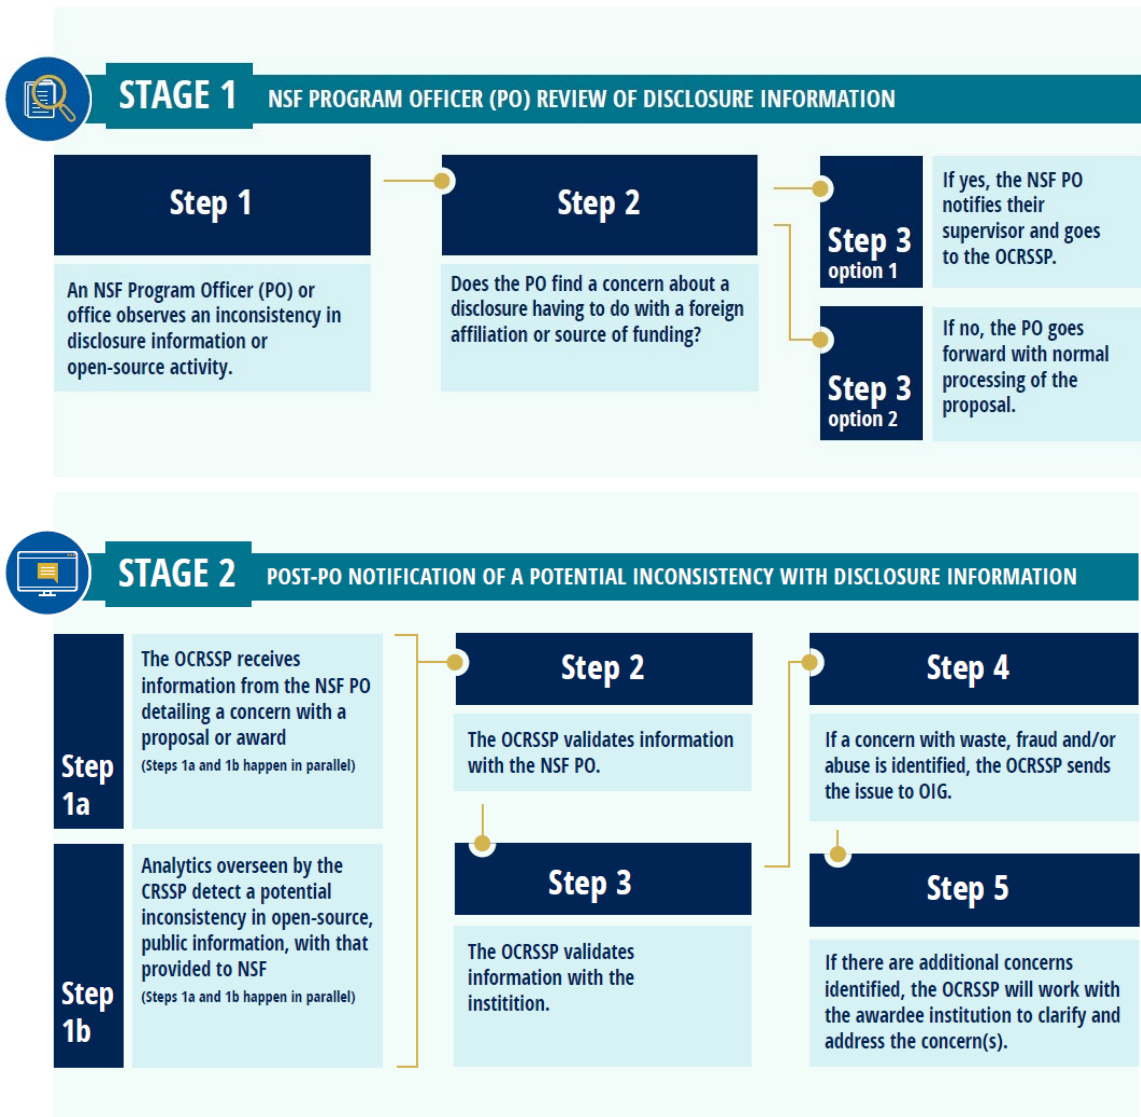 STAGE 1
NSF PROGRAM OFFICER (PO) REVIEW OF DISCLOSURE INFORMATION
Step 1
An NSF Program Officer (PO) or
office observes an inconsistency in
disclosure information or
open-source activity.
Step 2
Does the PO find a concern about a
disclosure having to do with a foreign
affiliation or source of funding?
Step 3
option 1
If yes, the NSF PO
notifies their
supervisor and goes
to the OCRSSP.
Step 3
option 2
If no, the PO goes
forward with normal
processing of the
proposal.
STAGE 2
POST-PO NOTIFICATION OF A POTENTIAL INCONSISTENCY WITH DISCLOSURE INFORMATION
Step
1a
The OCRSSP receives
information from the NSF PO
detailing a concern with a
proposal or award
(Steps 1a and 1b happen in parallel)
Step
1b
Analytics overseen by the
CRSSP detect a potential
inconsistency in open-source,
public information, with that
provided to NSF
(Steps 1a and 1b happen in parallel)
Step 2
The OCRSSP validates information
with the NSF PO.
Step 3
The OCRSSP validates
information with the
institition.
Step 4
If a concern with waste, fraud and/or
abuse is identified, the OCRSSP sends
the issue to OIG.
Step 5
If there are additional concerns
identified, the OCRSSP will work with
the awardee institution to clarify and
address the concern(s).